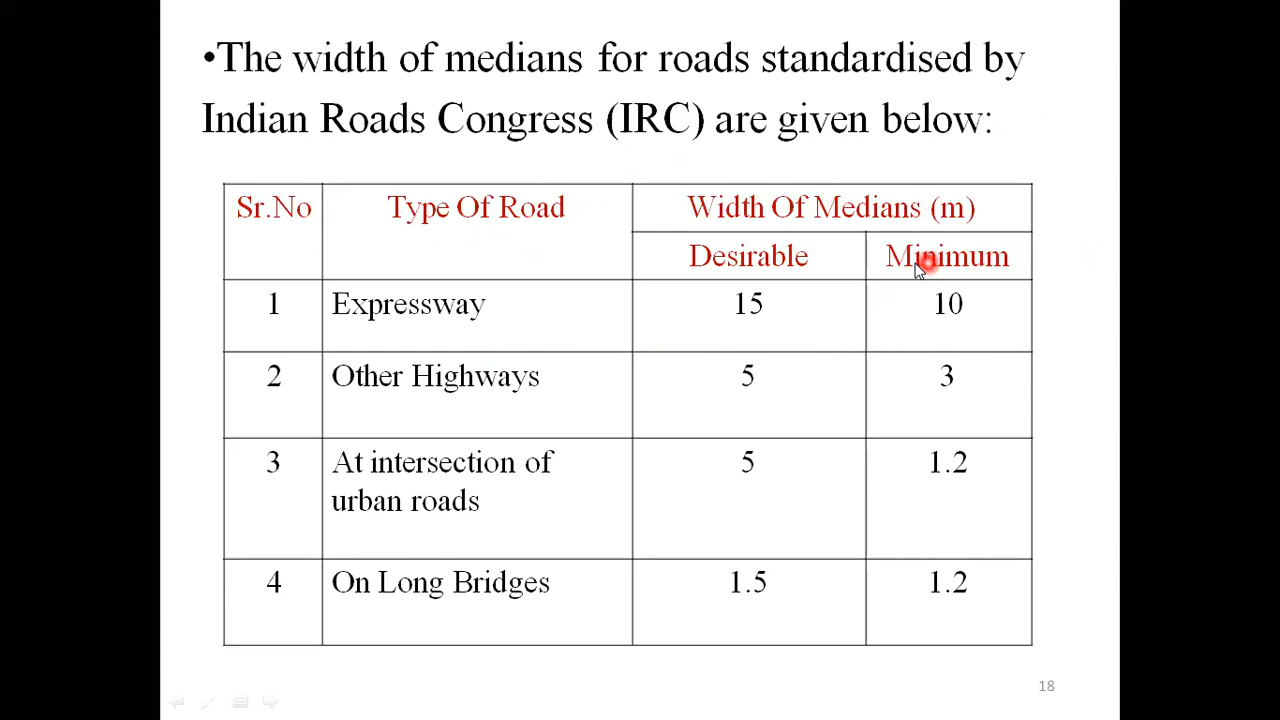 •The width of medians for roads standardised by
Indian Roads Congress (IRC) are given below:
Sr.No Type Of Road Width Of Medians (m)
Desirable Minimum
1 Expressway 15 10
2 Other Highways 5 3
3 At intersection of 5 1.2
urban roads
4 On Long Bridges 1.5 1.2
18